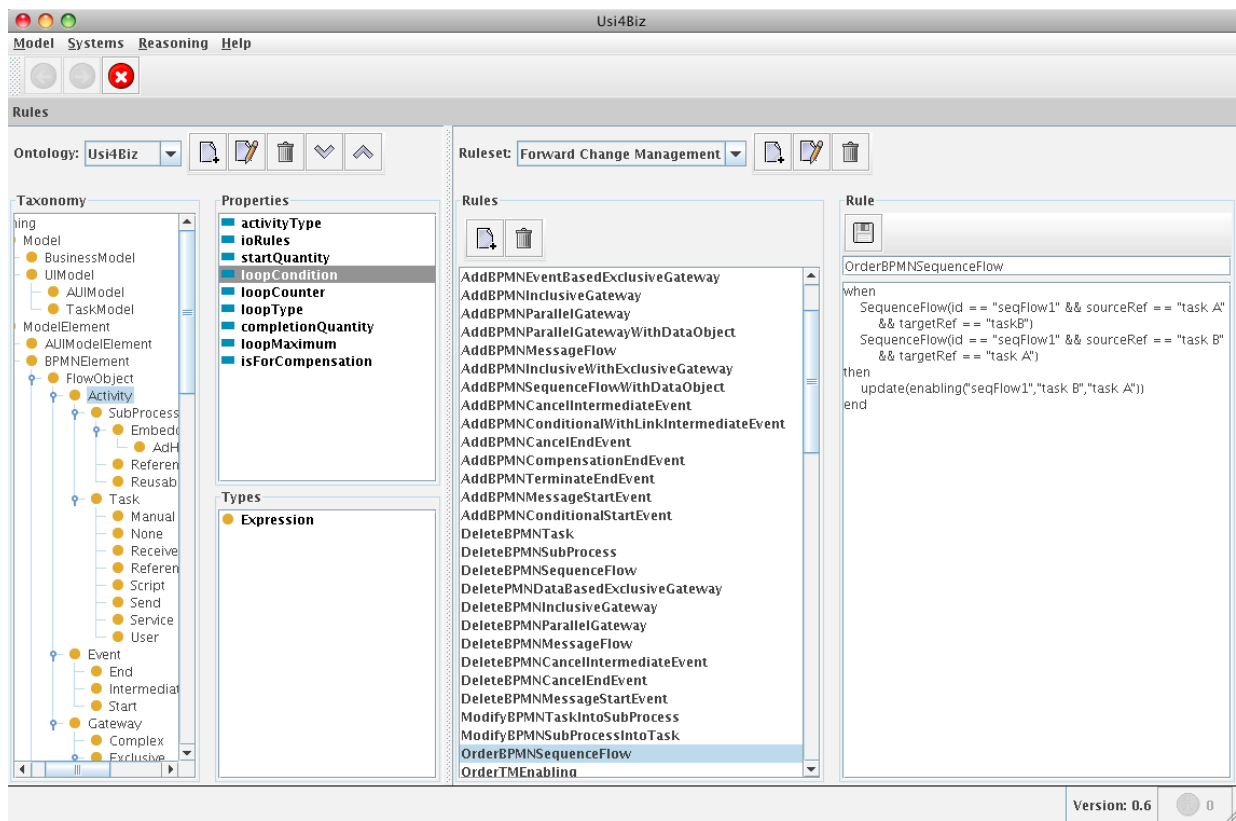 Usi4Biz
Model Systems Reasoning Help
Rules
Ontology: Usi4Biz
Ruleset: Forward Change Management
Taxonomy
ning
Model
BusinessModel
UIModel
AUIModel
TaskModel
ModelElement
AUIModelElement
BPMNElement
FlowObject
Activity
SubProcess
Embedd
AdH
Referen
Reusab
Task
Manual
None
Receive
Referen
Script
Send
Service
User
Event
End
Intermediat
Start
Gateway
Complex
Exclusive
Properties
activityType
ioRules
startQuantity
loopCondition
loopCounter
loopType
completionQuantity
loopMaximum
isForCompensation
Types
Expression
Rules
AddBPMNEventBasedExclusiveGateway
AddBPMNInclusiveGateway
AddBPMNParallelGateway
AddBPMNParallelGatewayWithDataObject
AddBPMNMessageFlow
AddBPMNInclusiveWithExclusiveGateway
AddBPMNSequenceFlowWithDataObject
AddBPMNCancelIntermediateEvent
AddBPMNConditionalWithLinkIntermediateEvent
AddBPMNCancelEndEvent
AddBPMNCompensationEndEvent
AddBPMNTerminateEndEvent
AddBPMNMessageStartEvent
AddBPMNConditionalStartEvent
DeleteBPMNTask
DeleteBPMNSubProcess
DeleteBPMNSequenceFlow
DeletePMNDataBasedExclusiveGateway
DeleteBPMNInclusiveGateway
DeleteBPMNParallelGateway
DeleteBPMNMessageFlow
DeleteBPMNCancelIntermediateEvent
DeleteBPMNCancelEndEvent
DeleteBPMNMessageStartEvent
ModifyBPMNTaskIntoSubProcess
ModifyBPMNSubProcessIntoTask
OrderBPMNSequenceFlow
OrderTMEnabling
Rule
OrderBPMNSequenceFlow
when
SequenceFlow(id == "seqFlow1" && sourceRef == "task A"
&& targetRef == "taskB")
SequenceFlow(id == "seqFlow1" && sourceRef == "task B"
&& targetRef == "task A")
then
update(enabling("seqFlow1","task B","task A"))
end
Version: 0.6
0